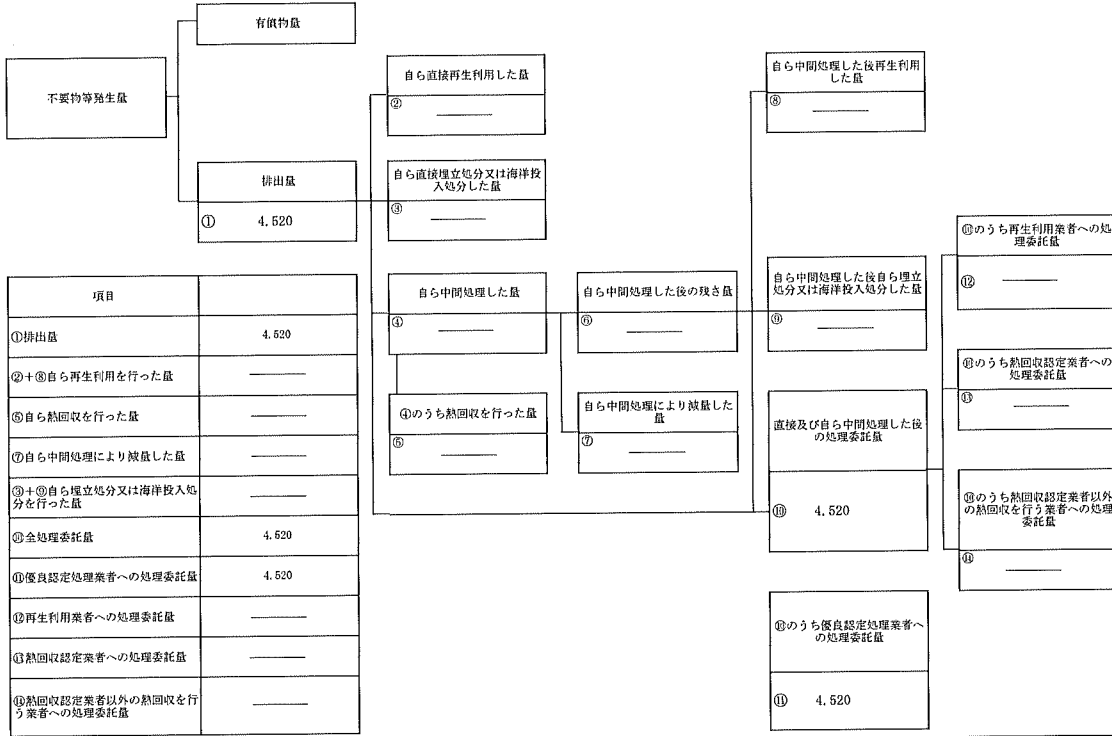 有償物量
不要物等発生量
排出量
① 4.520
自ら直接再生利用した量
②
自ら直接埋立処分又は海洋投
入処分した量
③
自ら中間処理した量
④
④のうち熱回収を行った量
⑤
自ら中間処理した後の残さ量
⑥
自ら中間処理により減量した
量
⑦
自ら中間処理した後再生利用
した量
⑧
自ら中間処理した後自ら埋立
処分又は海洋投入処分した量
⑨
直接及び自ら中間処理した後
の処理委託量
⑩ 4.520
⑩のうち優良認定処理業者へ
の処理委託量
⑪ 4.520
⑩のうち再生利用業者への処
理委託量
⑫
⑩のうち熱回収認定業者への
処理委託量
⑬
⑩のうち熱回収認定業者以外
の熱回収を行う業者への処理
委託量
⑭
項目
①排出量 4.520
②+⑧自ら再生利用を行った量
⑤自ら熱回収を行った量
⑦自ら中間処理により減量した量
③+⑨自ら埋立処分又は海洋投入処
分を行った量
⑩全処理委託量 4.520
⑪優良認定処理業者への処理委託量 4.520
⑫再生利用業者への処理委託量
⑬熱回収認定業者への処理委託量
⑭熱回収認定業者以外の熱回収を行
う業者への処理委託量